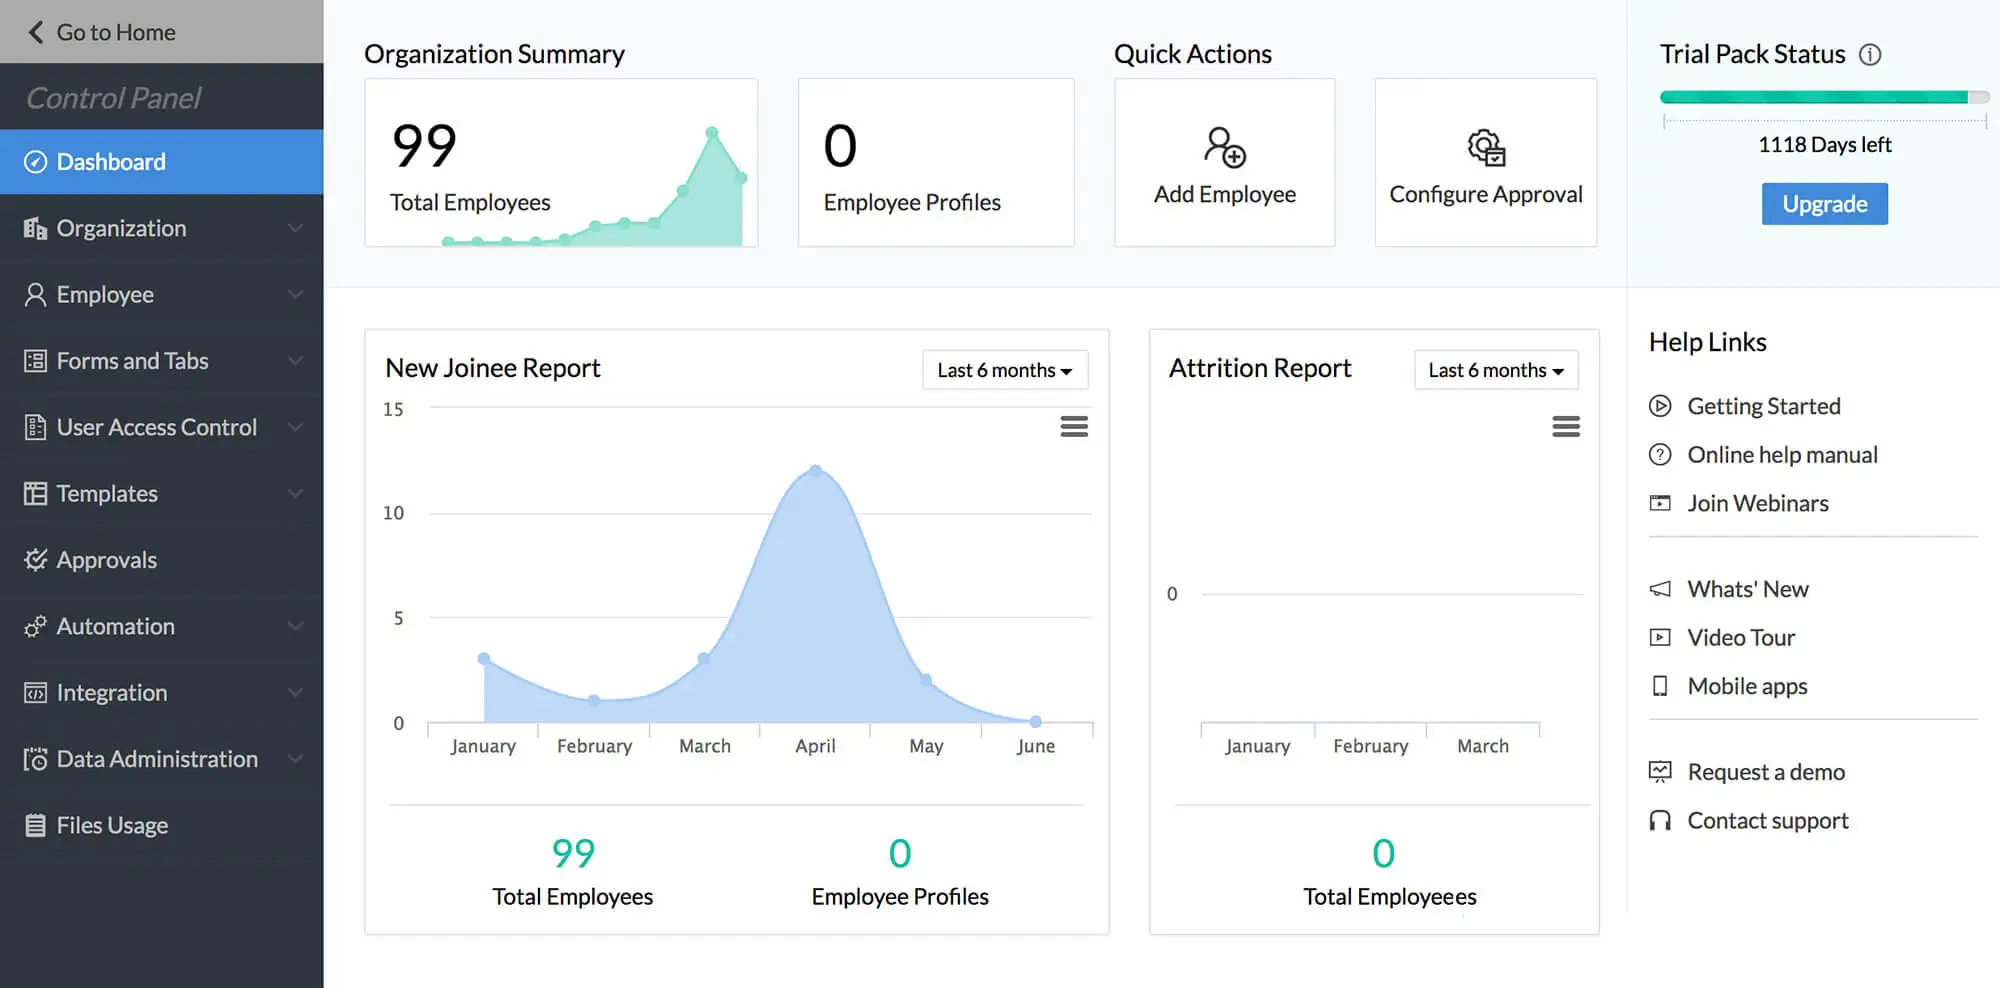 Go to Home
Control Panel
Dashboard
Organization
Employee
Forms and Tabs
User Access Control
Templates
Approvals
Automation
Integration
Data Administration
Files Usage
Organization Summary
99
Total Employees
0
Employee Profiles
Quick Actions
Add Employee
Configure Approval
Trial Pack Status
1118 Days left
Upgrade
New Joinee Report
Last 6 months
15
10
5
0
January February March April May June
99
Total Employees
0
Employee Profiles
Attrition Report
Last 6 months
0
January February March
0
Total Employeees
Help Links
Getting Started
Online help manual
Join Webinars
Whats' New
Video Tour
Mobile apps
Request a demo
Contact support